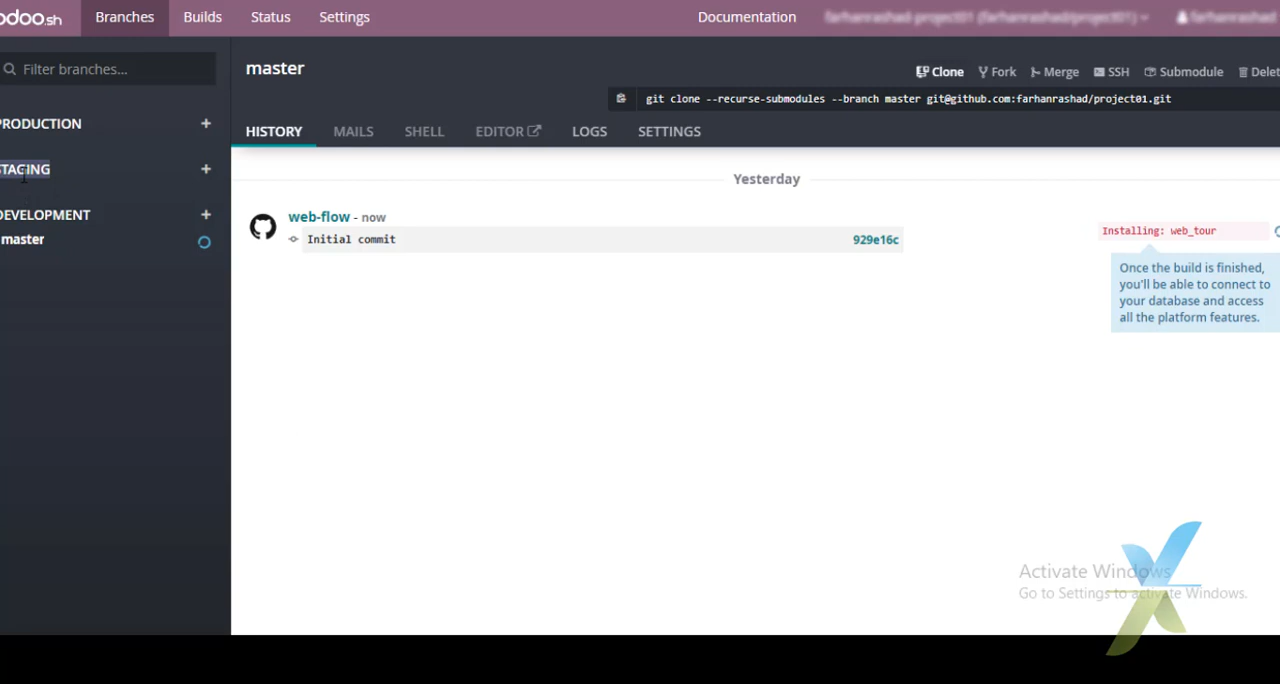 odoo.sh Branches Builds Status Settings Documentation
Filter branches...
PRODUCTION +
STAGING +
DEVELOPMENT +
master
master
Clone Fork Merge SSH Submodule Delet
git clone --recurse-submodules --branch master git@github.com:farhanrashad/project01.git
HISTORY MAILS SHELL EDITOR LOGS SETTINGS
Yesterday
web-flow - now
Initial commit 929e16c
Installing: web_tour
Once the build is finished,
you'll be able to connect to
your database and access
all the platform features.
Activate Windows
Go to Settings to activate Windows.